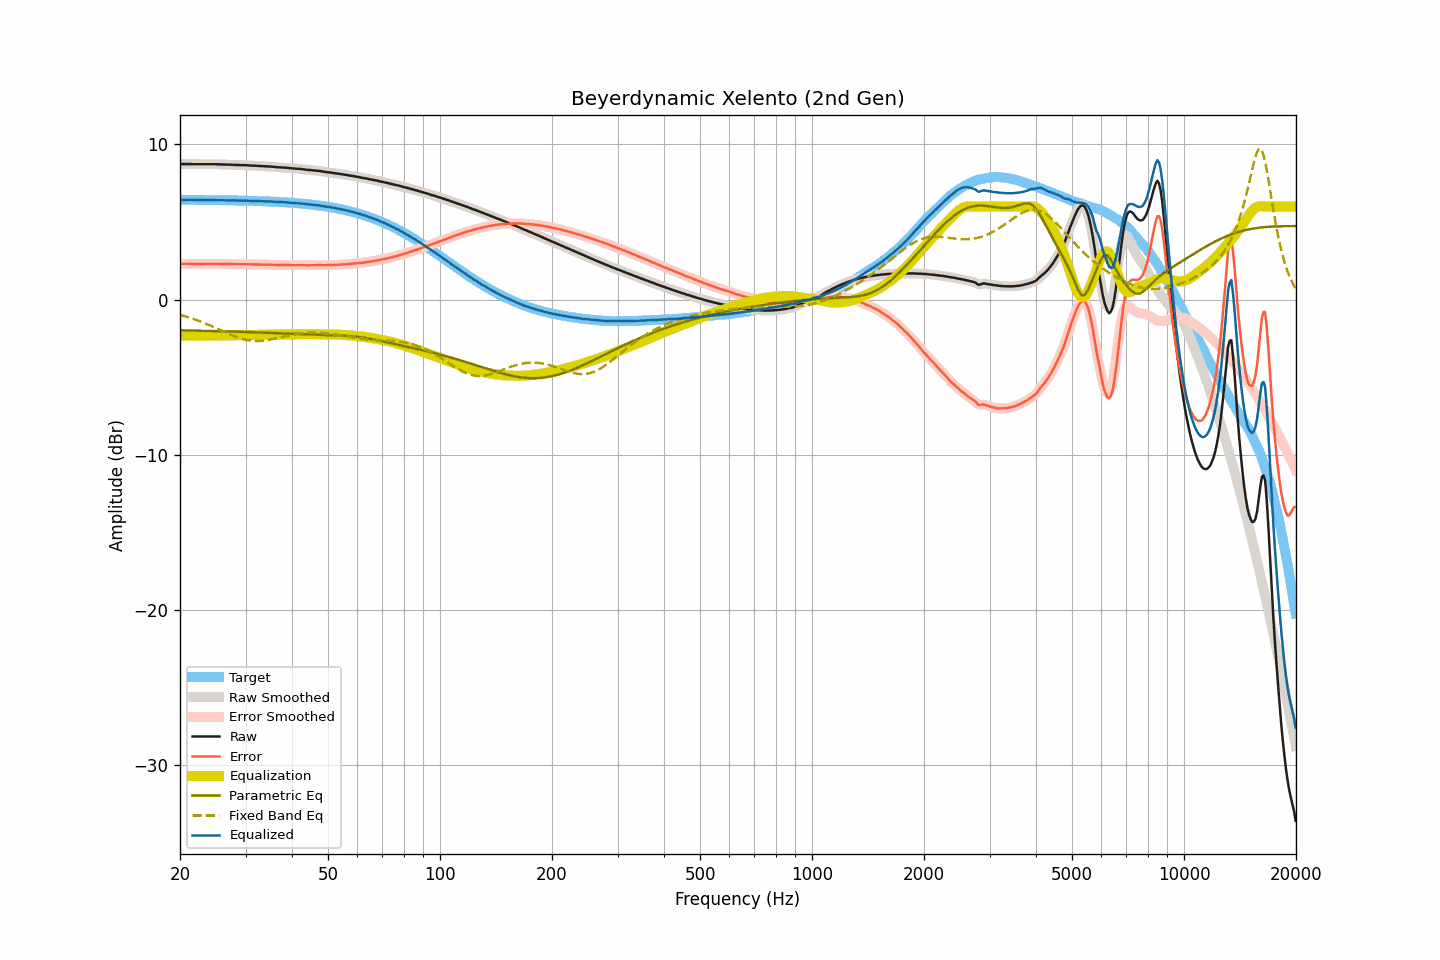 Beyerdynamic Xelento (2nd Gen)
10
0
−10
−20
−30
Amplitude (dBr)
Target
Raw Smoothed
Error Smoothed
Raw
Error
Equalization
Parametric Eq
Fixed Band Eq
Equalized
20 50 100 200 500 1000 2000 5000 10000 20000
Frequency (Hz)